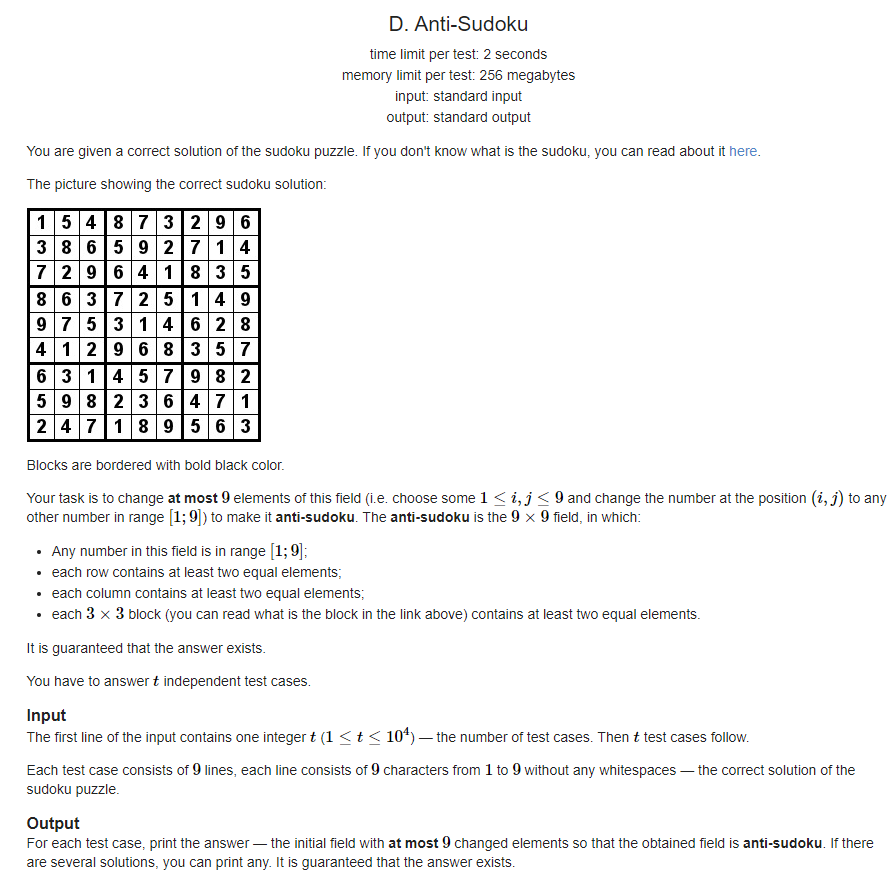 D. Anti-Sudoku
time limit per test: 2 seconds
memory limit per test: 256 megabytes
input: standard input
output: standard output
You are given a correct solution of the sudoku puzzle. If you don't know what is the sudoku, you can read about it here.
The picture showing the correct sudoku solution:
1 5 4 8 7 3 2 9 6
3 8 6 5 9 2 7 1 4
7 2 9 6 4 1 8 3 5
8 6 3 7 2 5 1 4 9
9 7 5 3 1 4 6 2 8
4 1 2 9 6 8 3 5 7
6 3 1 4 5 7 9 8 2
5 9 8 2 3 6 4 7 1
2 4 7 1 8 9 5 6 3
Blocks are bordered with bold black color.
Your task is to change at most 9 elements of this field (i.e. choose some 1 ≤ i, j ≤ 9 and change the number at the position (i, j) to any
other number in range [1; 9]) to make it anti-sudoku. The anti-sudoku is the 9 × 9 field, in which:
• Any number in this field is in range [1; 9];
• each row contains at least two equal elements;
• each column contains at least two equal elements;
• each 3 × 3 block (you can read what is the block in the link above) contains at least two equal elements.
It is guaranteed that the answer exists.
You have to answer t independent test cases.
Input
The first line of the input contains one integer t (1 ≤ t ≤ 10⁴) — the number of test cases. Then t test cases follow.
Each test case consists of 9 lines, each line consists of 9 characters from 1 to 9 without any whitespaces — the correct solution of the
sudoku puzzle.
Output
For each test case, print the answer — the initial field with at most 9 changed elements so that the obtained field is anti-sudoku. If there
are several solutions, you can print any. It is guaranteed that the answer exists.